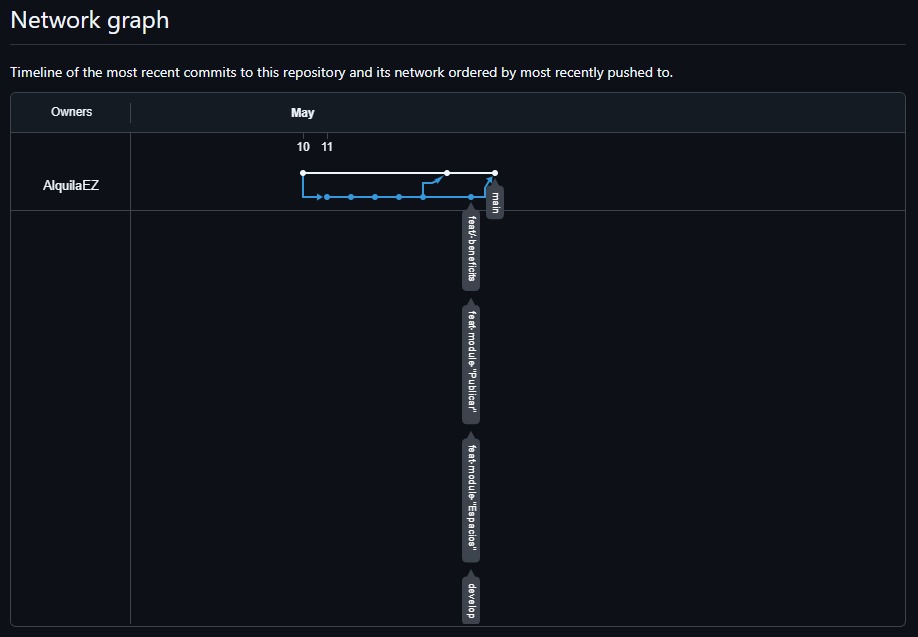 Network graph
Timeline of the most recent commits to this repository and its network ordered by most recently pushed to.
Owners
May
10 11
AlquilaEZ
main
feat/-beneficits
feat-module-"Publicar"
feat-module-"Espacios"
develop